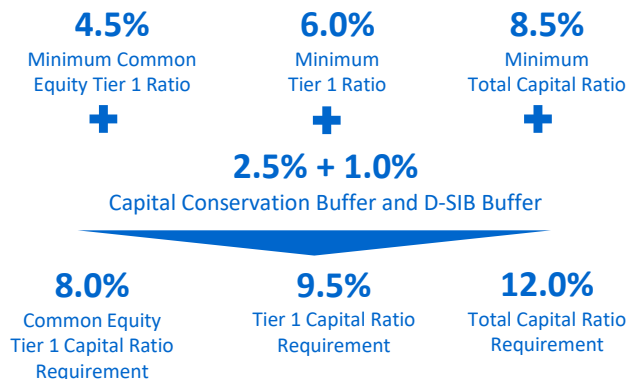 4.5%
Minimum Common
Equity Tier 1 Ratio
6.0%
Minimum
Tier 1 Ratio
8.5%
Minimum
Total Capital Ratio
2.5% + 1.0%
Capital Conservation Buffer and D-SIB Buffer
8.0%
Common Equity
Tier 1 Capital Ratio
Requirement
9.5%
Tier 1 Capital Ratio
Requirement
12.0%
Total Capital Ratio
Requirement